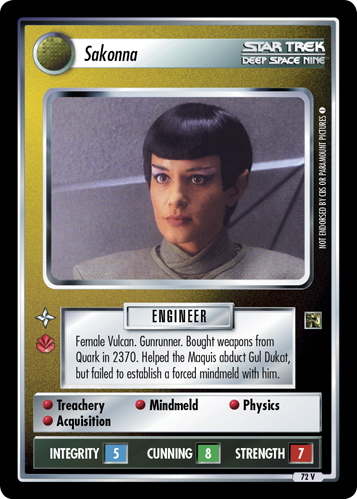 Sakonna
STAR TREK
DEEP SPACE NINE
NOT ENDORSED BY CBS OR PARAMOUNT PICTURES
ENGINEER
Female Vulcan. Gunrunner. Bought weapons from
Quark in 2370. Helped the Maquis abduct Gul Dukat,
but failed to establish a forced mindmeld with him.
Treachery Mindmeld Physics
Acquisition
INTEGRITY 5 CUNNING 8 STRENGTH 7
72 V